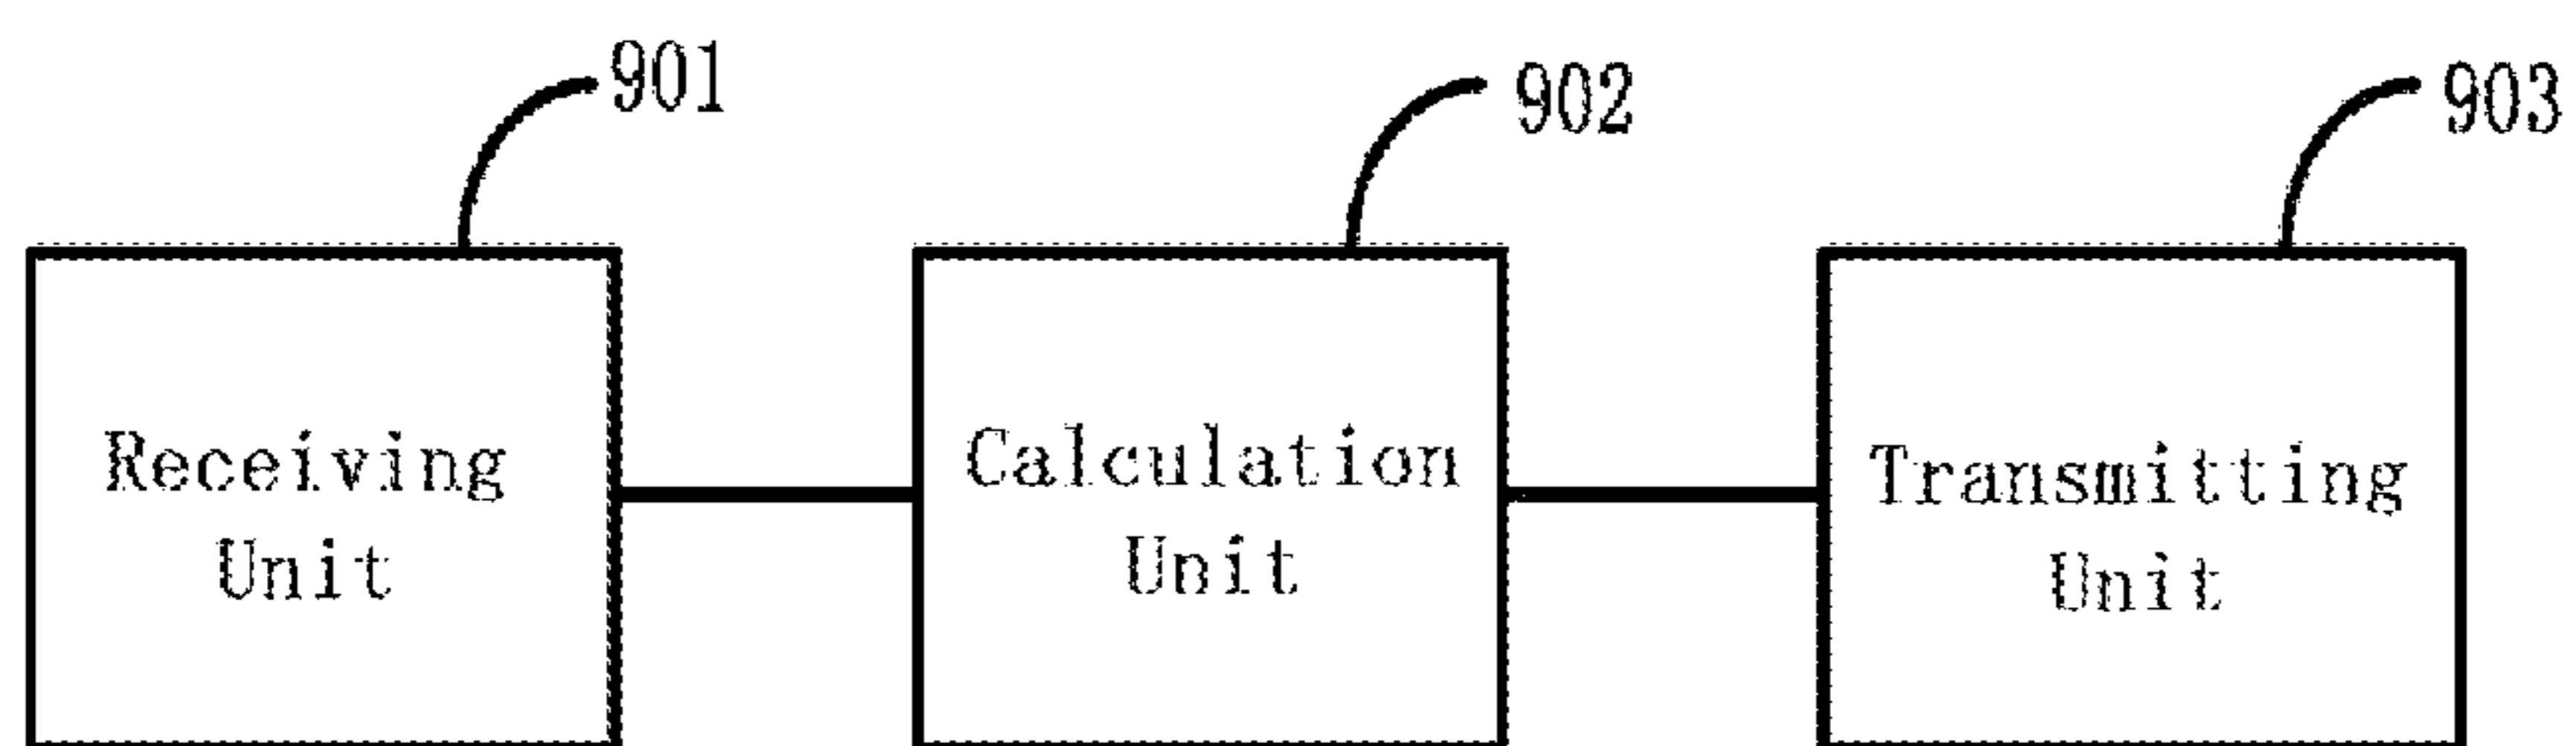 901
902
903
Receiving
Unit
Calculation
Unit
Transmitting
Unit